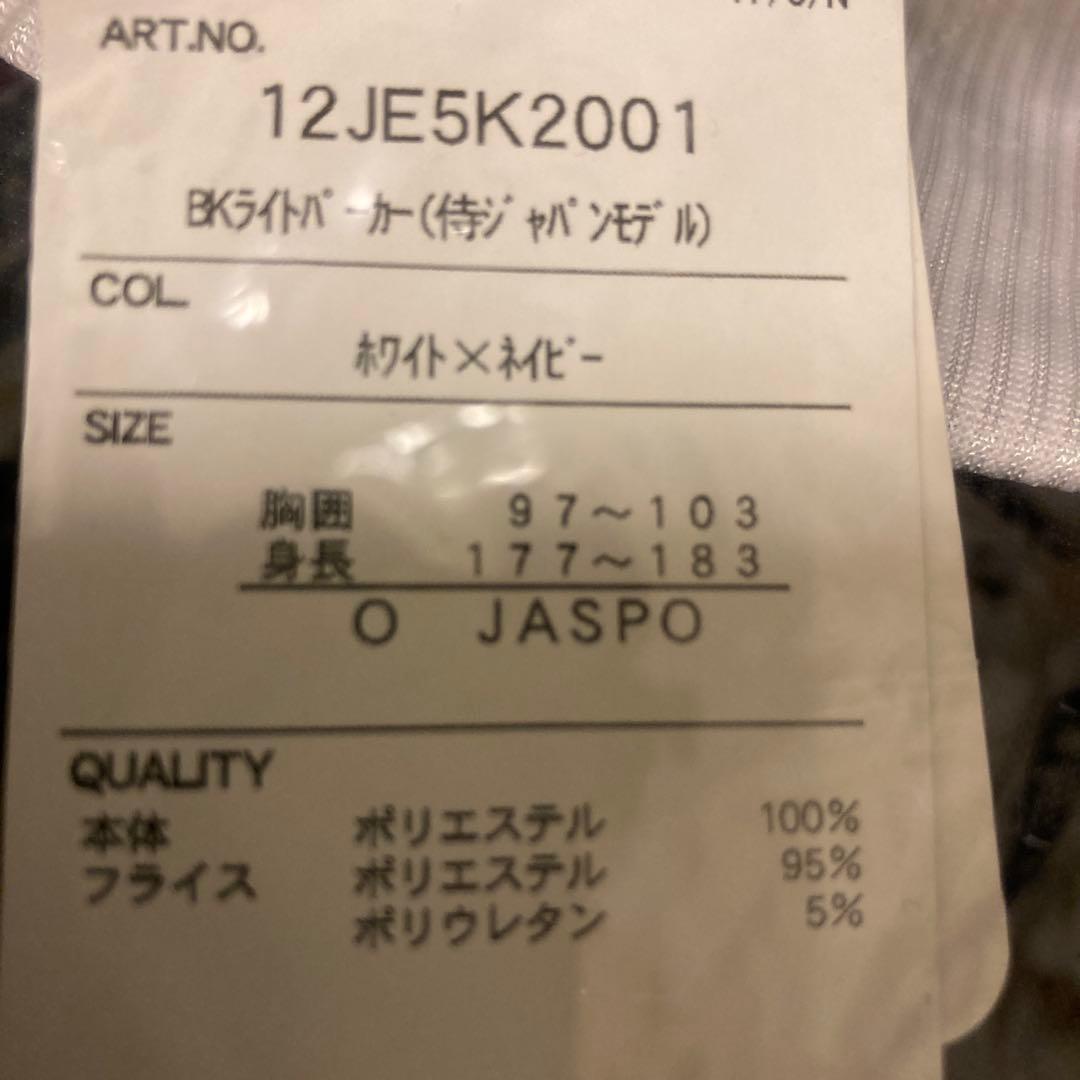 ART.NO.
12JE5K2001
BKﾗｲﾄﾊﾟｰｶｰ(侍ｼﾞｬﾊﾟﾝﾓﾃﾞﾙ)
COL.
ﾎﾜｲﾄ×ﾈｲﾋﾞｰ
SIZE
胸囲 97～103
身長 177～183
O JASPO
QUALITY
本体 ポリエステル 100%
フライス ポリエステル 95%
ポリウレタン 5%